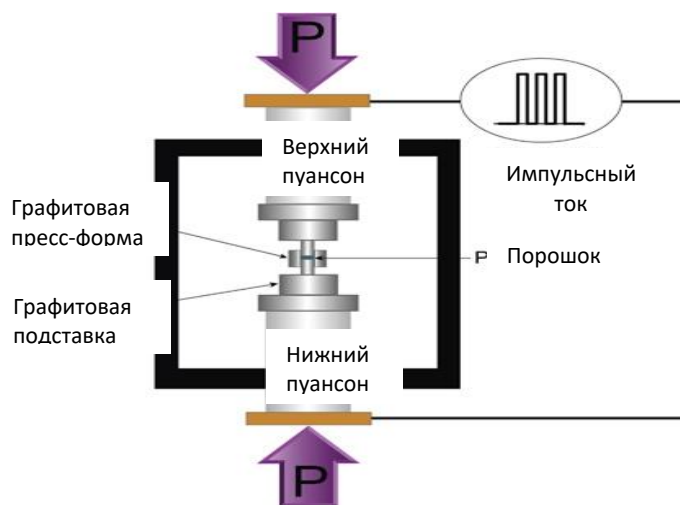 P
Верхний
пуансон
Импульсный
ток
Графитовая
пресс-форма
P Порошок
Графитовая
подставка
Нижний
пуансон
P